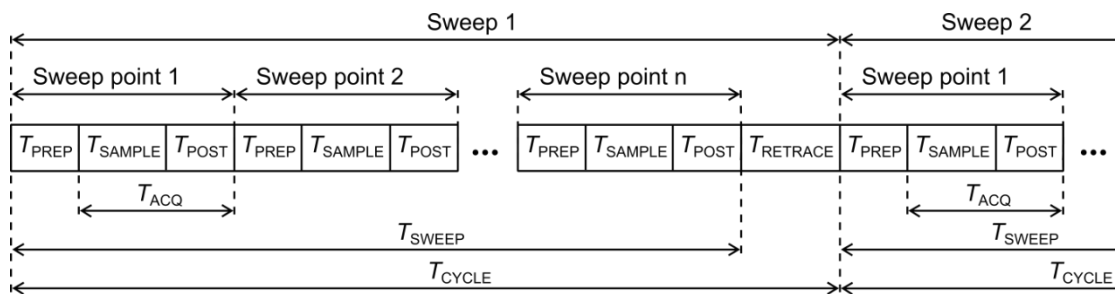 Sweep 1 Sweep 2
Sweep point 1 Sweep point 2 Sweep point n Sweep point 1
TPREP TSAMPLE TPOST TPREP TSAMPLE TPOST ••• TPREP TSAMPLE TPOST TRETRACE TPREP TSAMPLE TPOST •••
TACQ TACQ
TSWEEP TSWEEP
TCYCLE TCYCLE